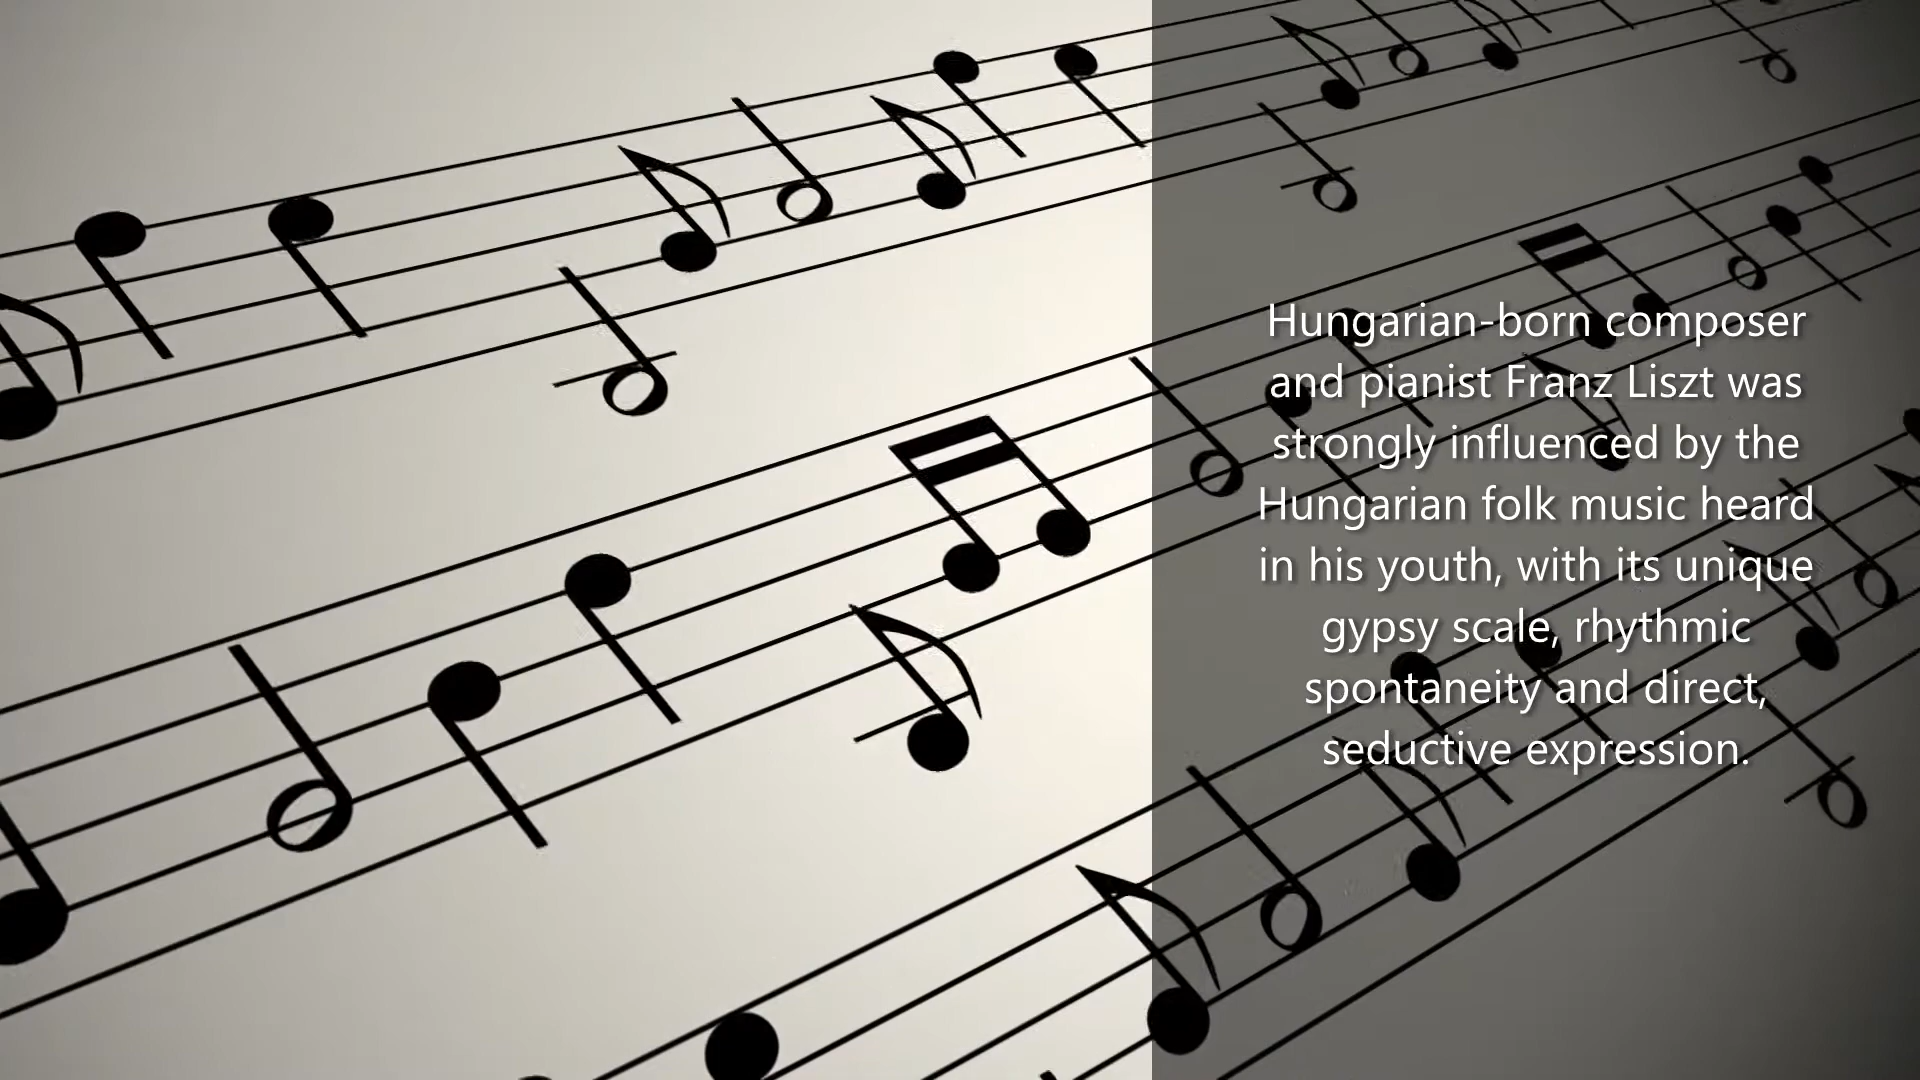 Hungarian-born composer
and pianist Franz Liszt was
strongly influenced by the
Hungarian folk music heard
in his youth, with its unique
gypsy scale, rhythmic
spontaneity and direct,
seductive expression.